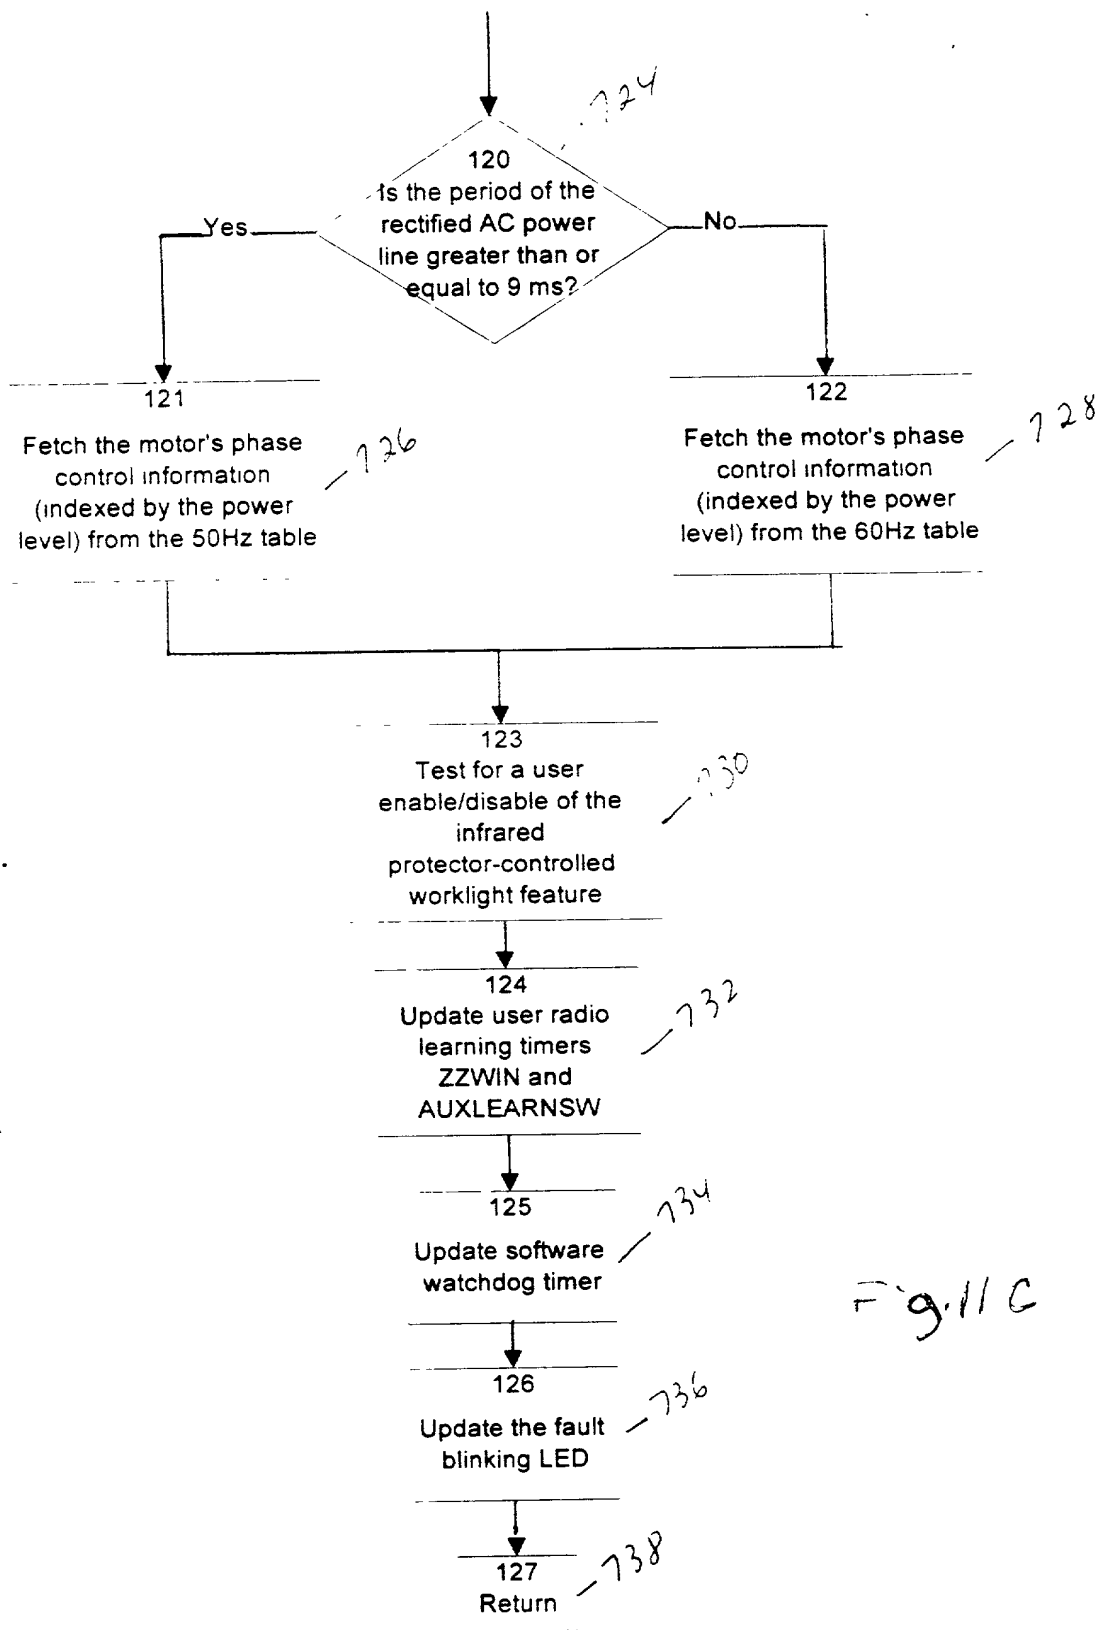 724
120
Is the period of the
rectified AC power
line greater than or
equal to 9 ms?
Yes
No
121
Fetch the motor's phase
control information
(indexed by the power
level) from the 50Hz table
726
122
Fetch the motor's phase
control information
(indexed by the power
level) from the 60Hz table
728
123
Test for a user
enable/disable of the
infrared
protector-controlled
worklight feature
730
124
Update user radio
learning timers
ZZWIN and
AUXLEARNSW
732
125
Update software
watchdog timer
734
Fig. 11G
126
Update the fault
blinking LED
736
127
Return
738